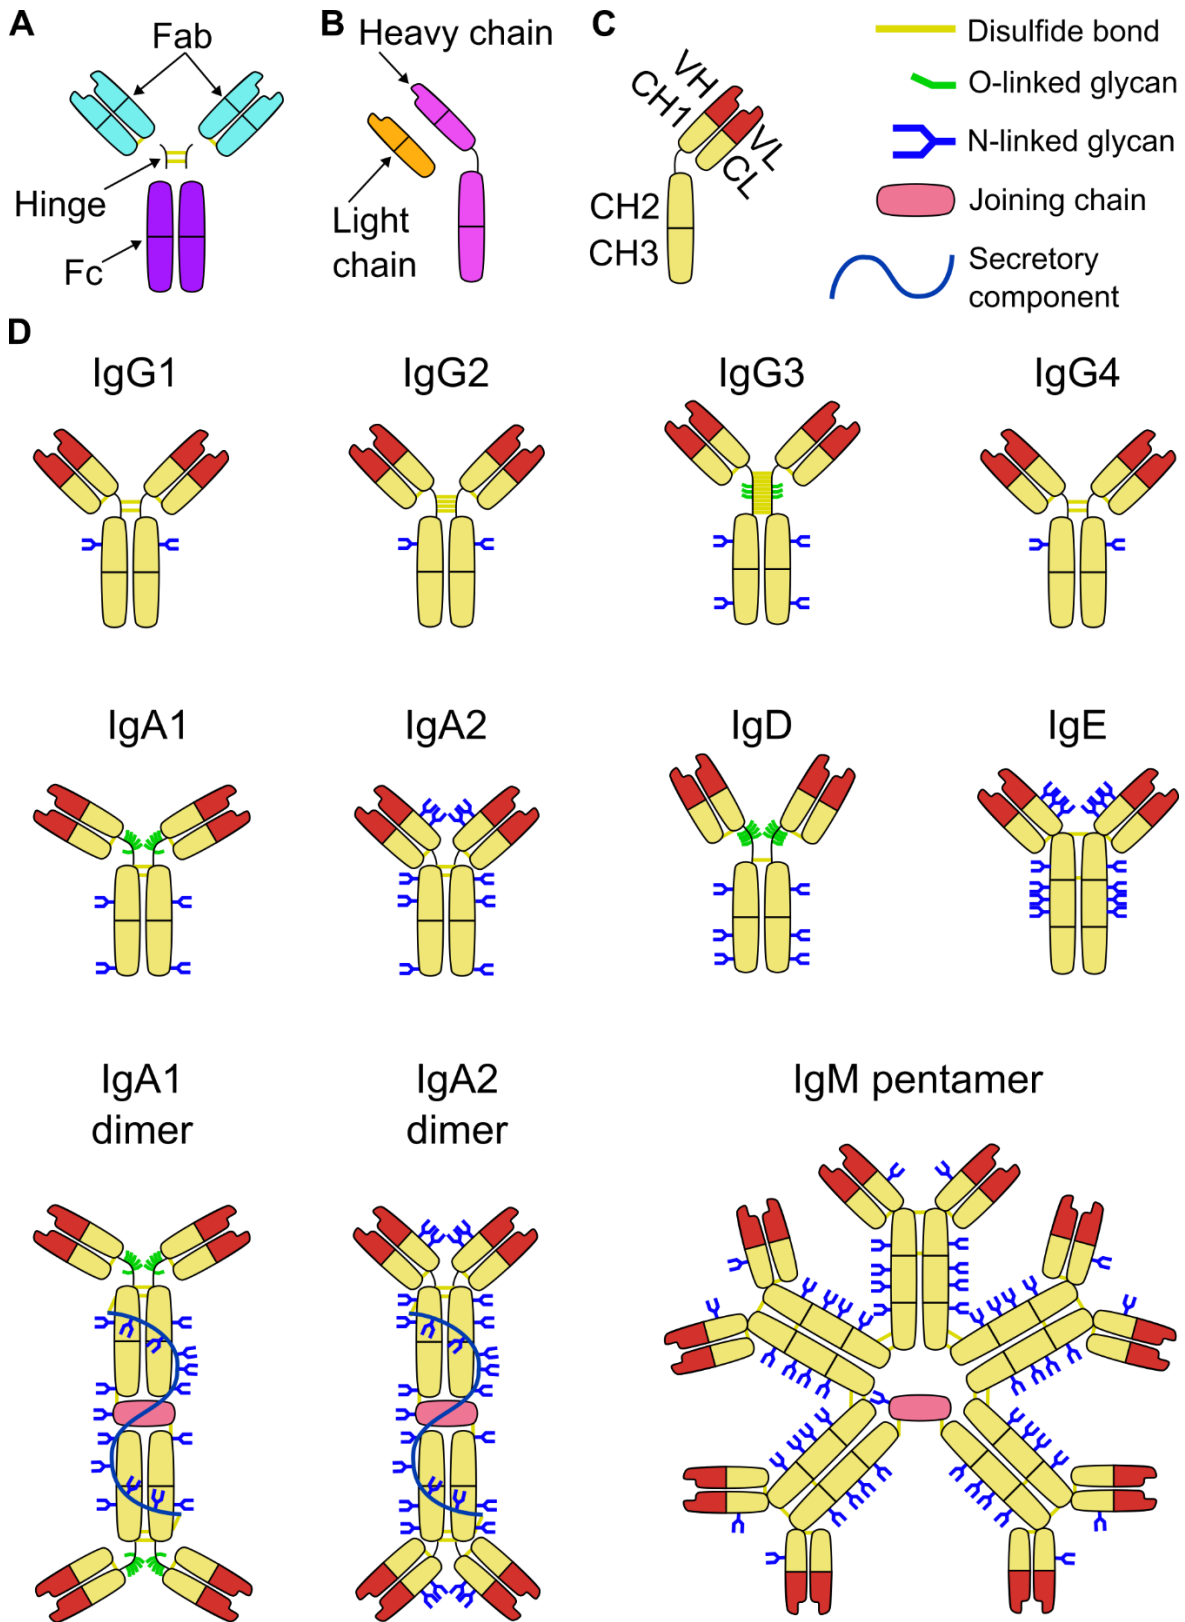 A
Fab
Hinge
Fc
B
Heavy chain
Light
chain
C
VH
CH1
VL
CL
CH2
CH3
Disulfide bond
O-linked glycan
N-linked glycan
Joining chain
Secretory
component
D
IgG1
IgG2
IgG3
IgG4
IgA1
IgA2
IgD
IgE
IgA1
dimer
IgA2
dimer
IgM pentamer